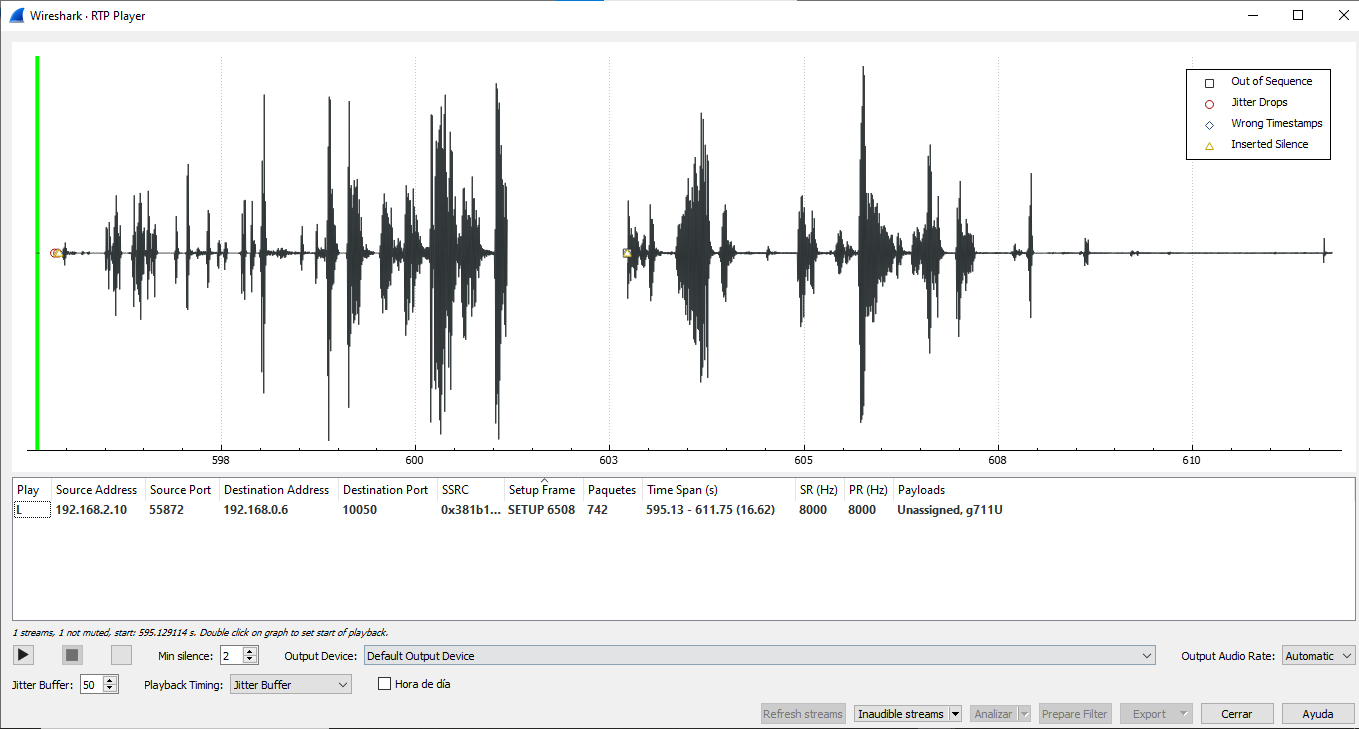 Wireshark · RTP Player
Out of Sequence
Jitter Drops
Wrong Timestamps
Inserted Silence
598 600 603 605 608 610
Play Source Address Source Port Destination Address Destination Port SSRC Setup Frame Paquetes Time Span (s) SR (Hz) PR (Hz) Payloads
L 192.168.2.10 55872 192.168.0.6 10050 0x381b1... SETUP 6508 742 595.13 - 611.75 (16.62) 8000 8000 Unassigned, g711U
1 streams, 1 not muted, start: 595.129114 s. Double click on graph to set start of playback.
Min silence: 2 Output Device: Default Output Device Output Audio Rate: Automatic
Jitter Buffer: 50 Playback Timing: Jitter Buffer Hora de día
Refresh streams Inaudible streams Analizar Prepare Filter Export Cerrar Ayuda